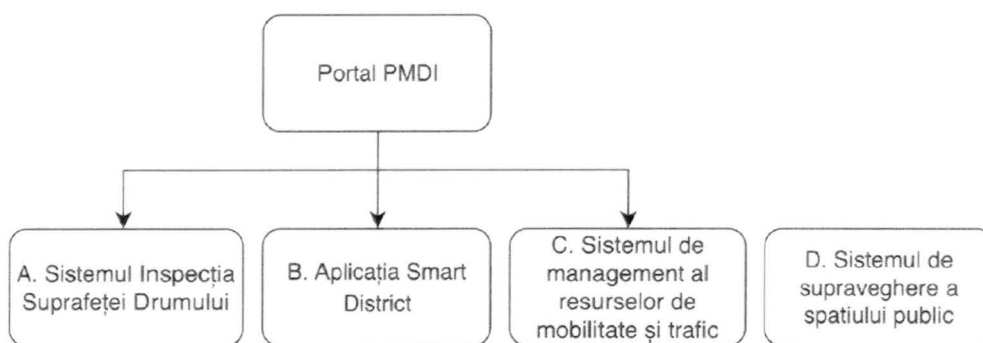 Portal PMDI
A. Sistemul Inspecția
Suprafeței Drumului
B. Aplicația Smart
District
C. Sistemul de
management al
resurselor de
mobilitate și trafic
D. Sistemul de
supraveghere a
spatiului public